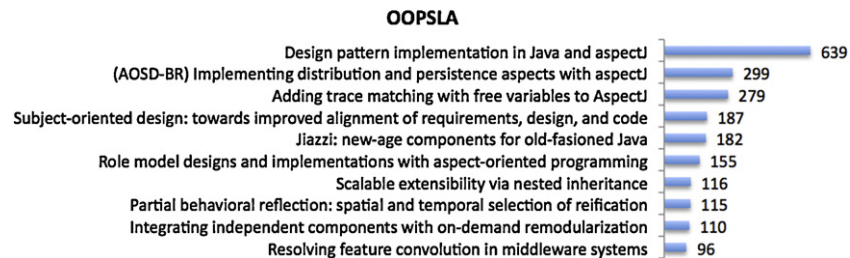 OOPSLA
Design pattern implementation in Java and aspectJ 639
(AOSD-BR) Implementing distribution and persistence aspects with aspectJ 299
Adding trace matching with free variables to AspectJ 279
Subject-oriented design: towards improved alignment of requirements, design, and code 187
Jiazzi: new-age components for old-fasioned Java 182
Role model designs and implementations with aspect-oriented programming 155
Scalable extensibility via nested inheritance 116
Partial behavioral reflection: spatial and temporal selection of reification 115
Integrating independent components with on-demand remodularization 110
Resolving feature convolution in middleware systems 96